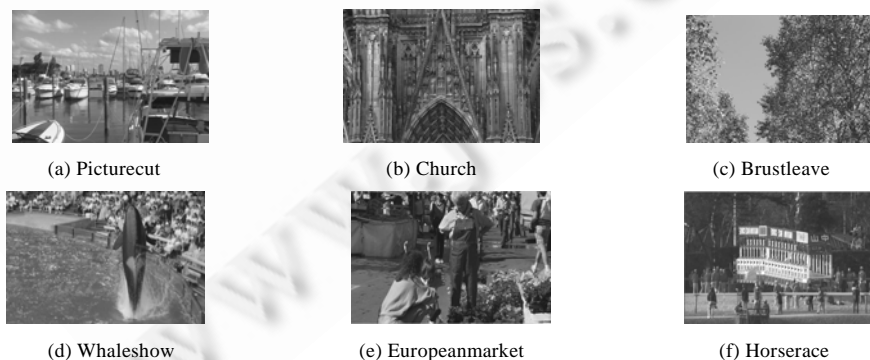 (a) Picturecut
(b) Church
(c) Brustleave
(d) Whaleshow
(e) Europeanmarket
(f) Horserace